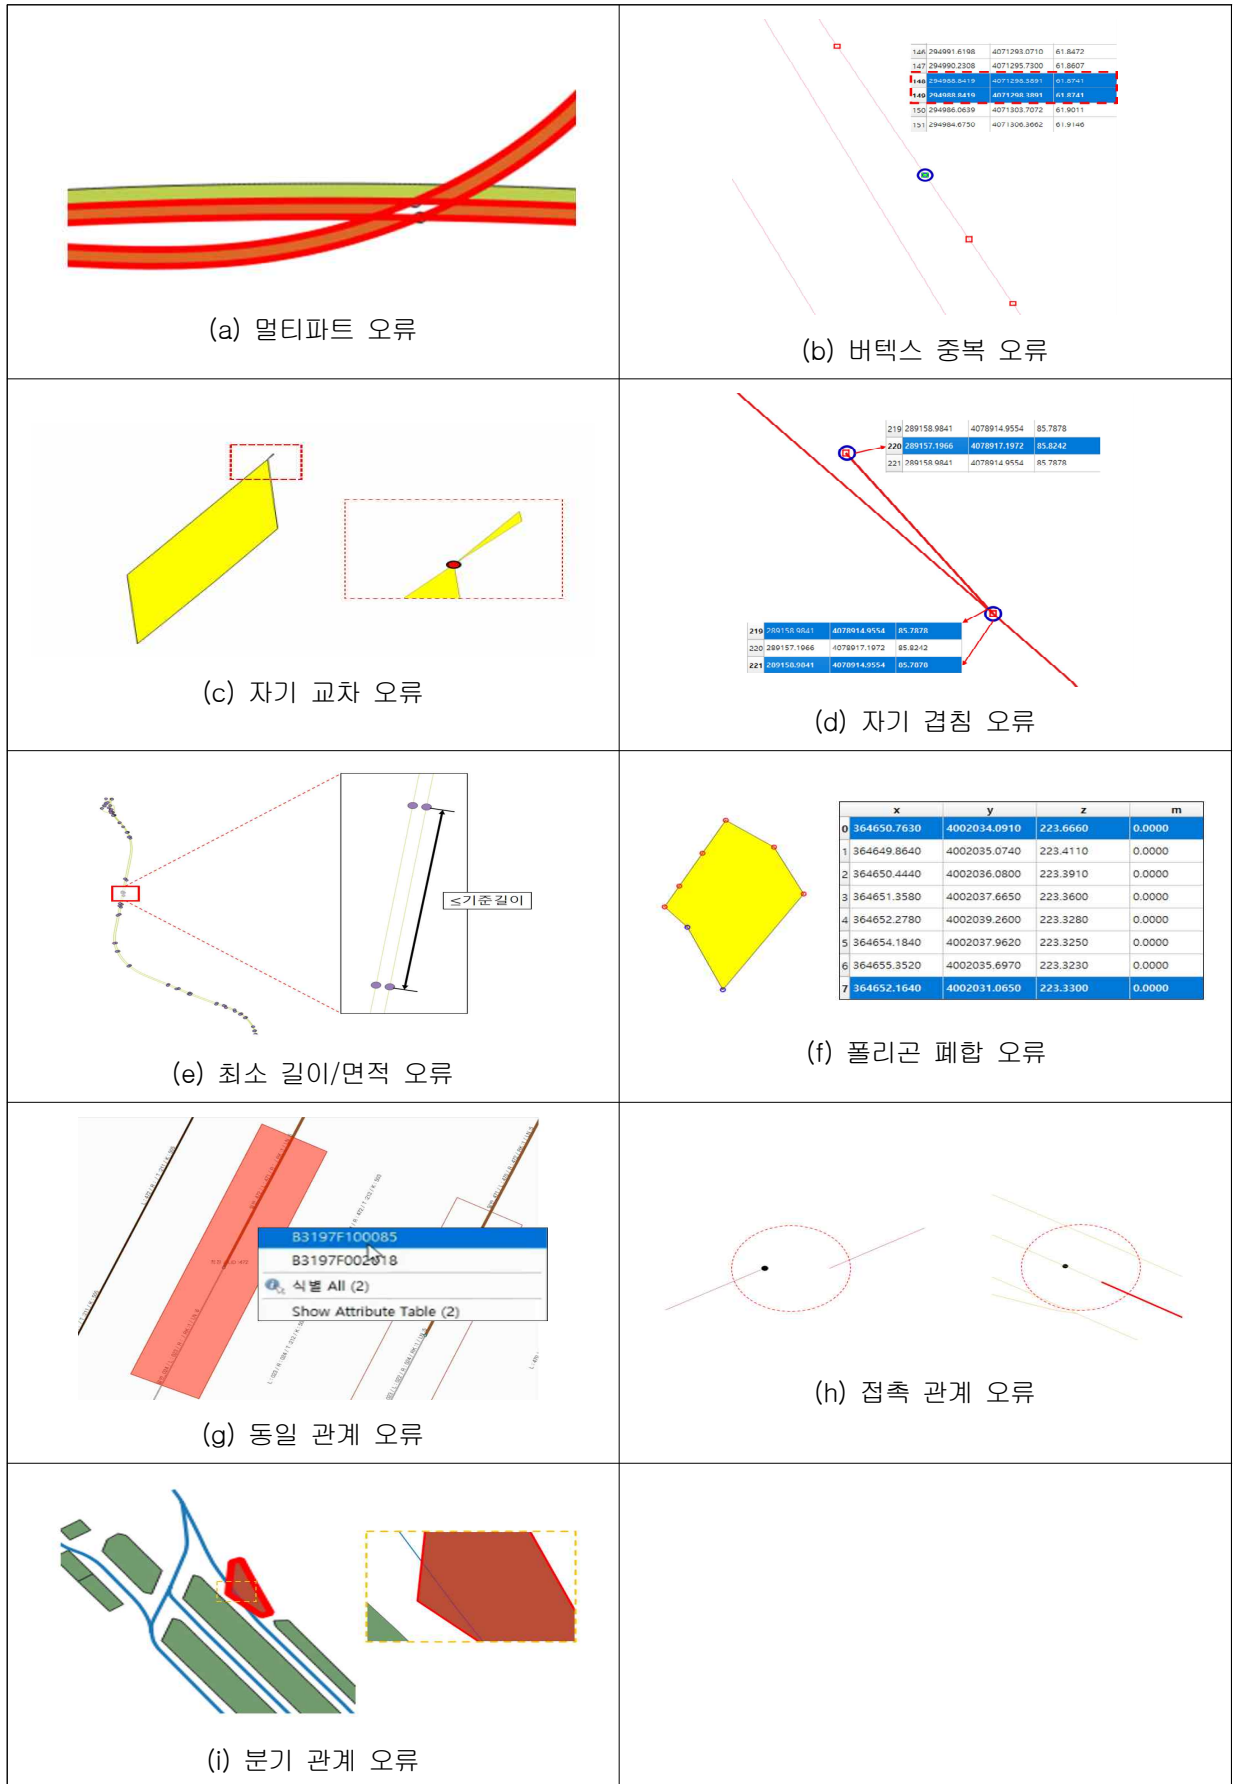 146 294991.6198 4071293.0710 61.8472
147 294990.2308 4071295.7300 61.8607
148 294988.8419 4071298.3891 61.8741
149 294988.8419 4071298.3891 61.8741
150 294986.0639 4071303.7072 61.9011
151 294984.6750 4071306.3662 61.9146
(a) 멀티파트 오류
(b) 버텍스 중복 오류
219 289158.9841 4078914.9554 85.7878
220 289157.1966 4078917.1972 85.8242
221 289158.9841 4078914.9554 85.7878
219 289158.9841 4078914.9554 85.7878
220 289157.1966 4078917.1972 85.8242
221 289158.9841 4078914.9554 85.7878
(c) 자기 교차 오류
(d) 자기 겹침 오류
≤기준길이
(e) 최소 길이/면적 오류
x y z m
0 364650.7630 4002034.0910 223.6660 0.0000
1 364649.8640 4002035.0740 223.4110 0.0000
2 364650.4440 4002036.0800 223.3910 0.0000
3 364651.3580 4002037.6650 223.3600 0.0000
4 364652.2780 4002039.2600 223.3280 0.0000
5 364654.1840 4002037.9620 223.3250 0.0000
6 364655.3520 4002035.6970 223.3230 0.0000
7 364652.1640 4002031.0650 223.3300 0.0000
(f) 폴리곤 폐합 오류
B3197F100085
B3197F002018
식별 All (2)
Show Attribute Table (2)
(g) 동일 관계 오류
(h) 접촉 관계 오류
(i) 분기 관계 오류